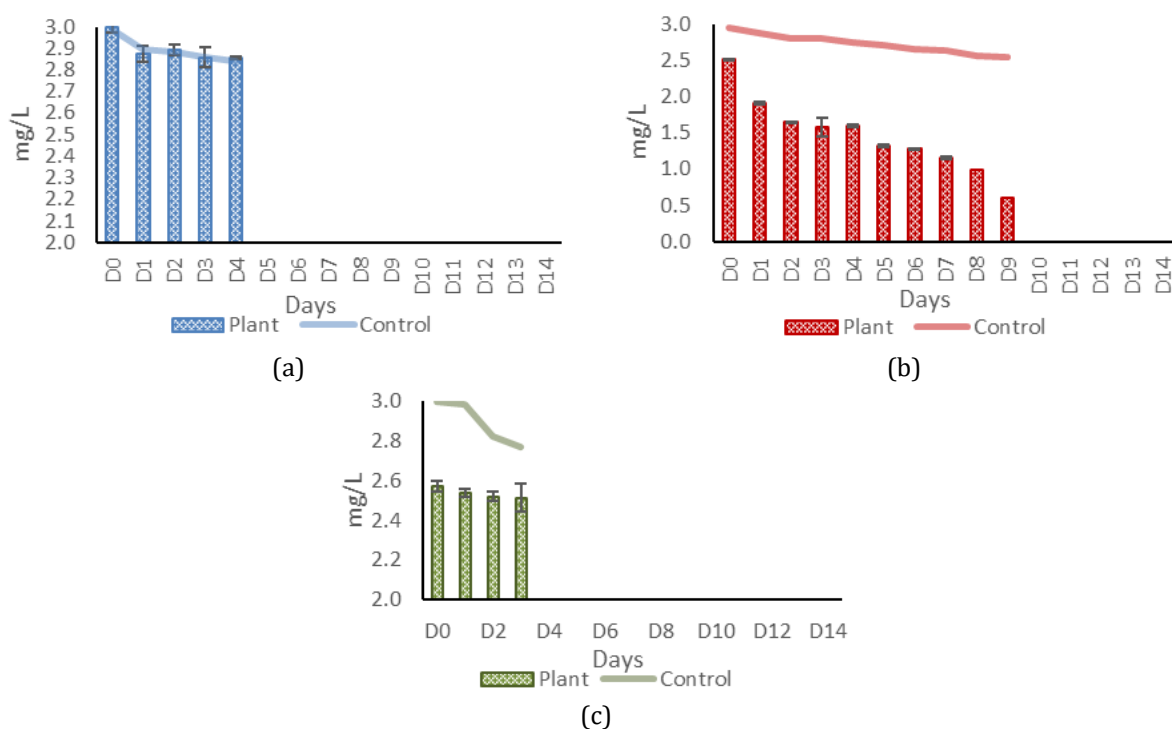 3.0
2.9
2.8
2.7
2.6
2.5
2.4
2.3
2.2
2.1
2.0
mg/L
D0 D1 D2 D3 D4 D5 D6 D7 D8 D9 D10 D11 D12 D13 D14
Days
Plant Control
(a)
3.0
2.5
2.0
1.5
1.0
0.5
0.0
mg/L
D0 D1 D2 D3 D4 D5 D6 D7 D8 D9 D10 D11 D12 D13 D14
Days
Plant Control
(b)
3.0
2.8
2.6
2.4
2.2
2.0
mg/L
D0 D2 D4 D6 D8 D10 D12 D14
Days
Plant Control
(c)